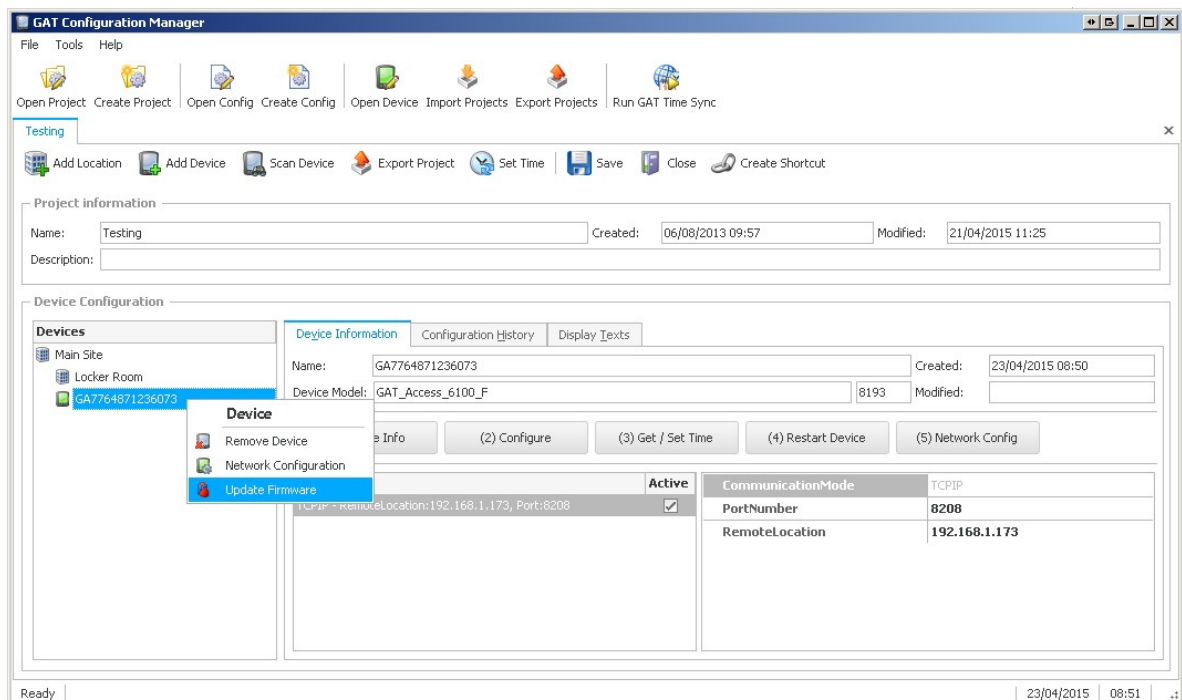 GAT Configuration Manager
File Tools Help
Open Project Create Project Open Config Create Config Open Device Import Projects Export Projects Run GAT Time Sync
Testing
Add Location Add Device Scan Device Export Project Set Time Save Close Create Shortcut
Project information
Name: Testing Created: 06/08/2013 09:57 Modified: 21/04/2015 11:25
Description:
Device Configuration
Devices
Main Site
Locker Room
GA7764871236073
Device
Remove Device
Network Configuration
Update Firmware
Device Information Configuration History Display Texts
Name: GA7764871236073 Created: 23/04/2015 08:50
Device Model: GAT_Access_6100_F 8193 Modified:
e Info (2) Configure (3) Get / Set Time (4) Restart Device (5) Network Config
Active
TCPIP - RemoteLocation:192.168.1.173, Port:8208
CommunicationMode TCPIP
PortNumber 8208
RemoteLocation 192.168.1.173
Ready 23/04/2015 08:51